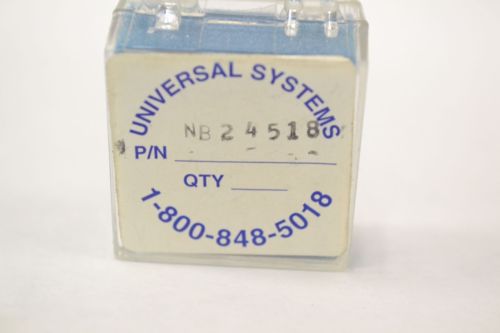 UNIVERSAL SYSTEMS
NB24518
P/N
QTY
1-800-848-5018